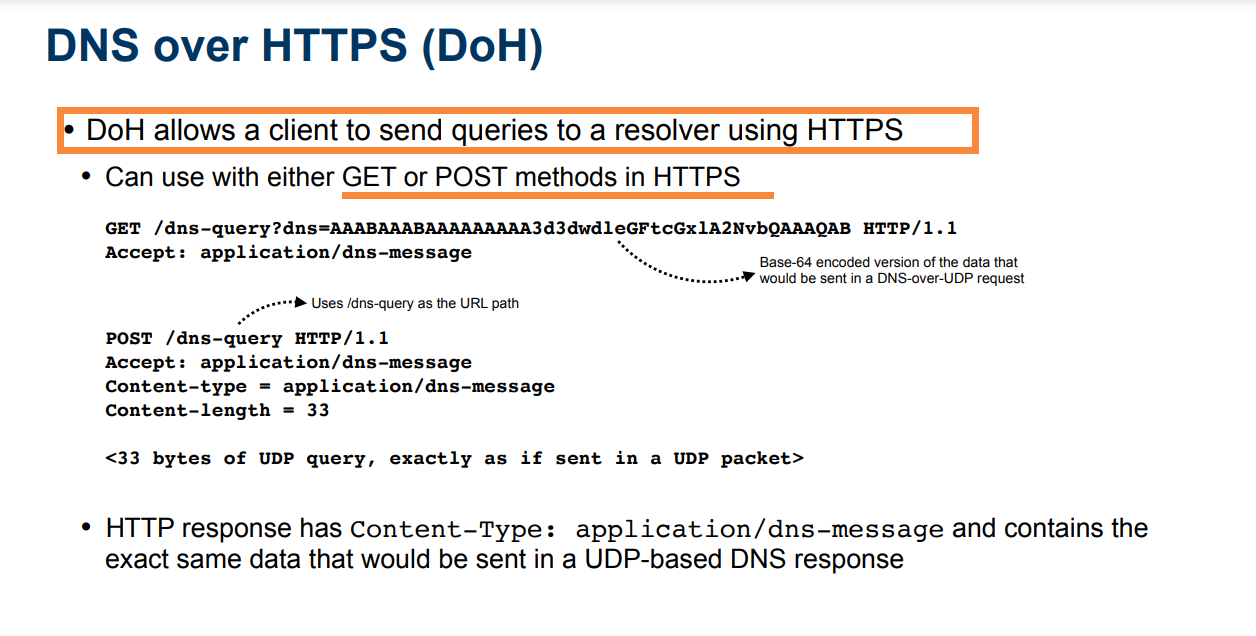 DNS over HTTPS (DoH)
• DoH allows a client to send queries to a resolver using HTTPS
• Can use with either GET or POST methods in HTTPS
GET /dns-query?dns=AAABAAABAAAAAAAAA3d3dwdleGFtcGxlA2NvbQAAAQAB HTTP/1.1
Accept: application/dns-message
Base-64 encoded version of the data that
would be sent in a DNS-over-UDP request
Uses /dns-query as the URL path
POST /dns-query HTTP/1.1
Accept: application/dns-message
Content-type = application/dns-message
Content-length = 33
<33 bytes of UDP query, exactly as if sent in a UDP packet>
• HTTP response has Content-Type: application/dns-message and contains the
exact same data that would be sent in a UDP-based DNS response